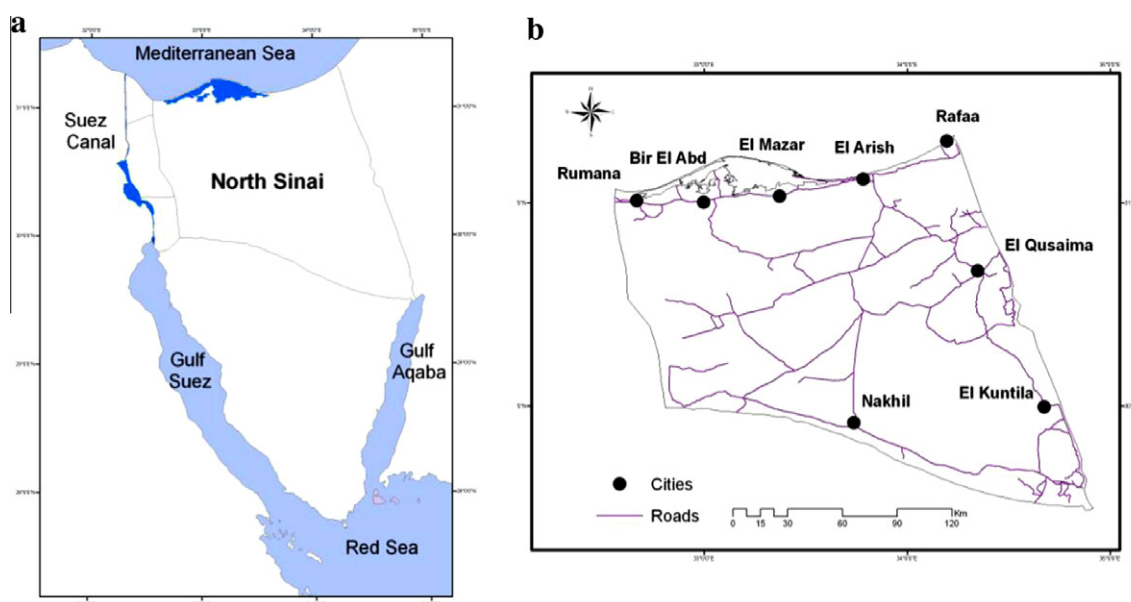 a
Mediterranean Sea
Suez
Canal
North Sinai
Gulf
Suez
Gulf
Aqaba
Red Sea
b
Rafaa
El Mazar
El Arish
Bir El Abd
Rumana
El Qusaima
El Kuntila
Nakhil
Cities
Roads
Km
0 15 30 60 90 120